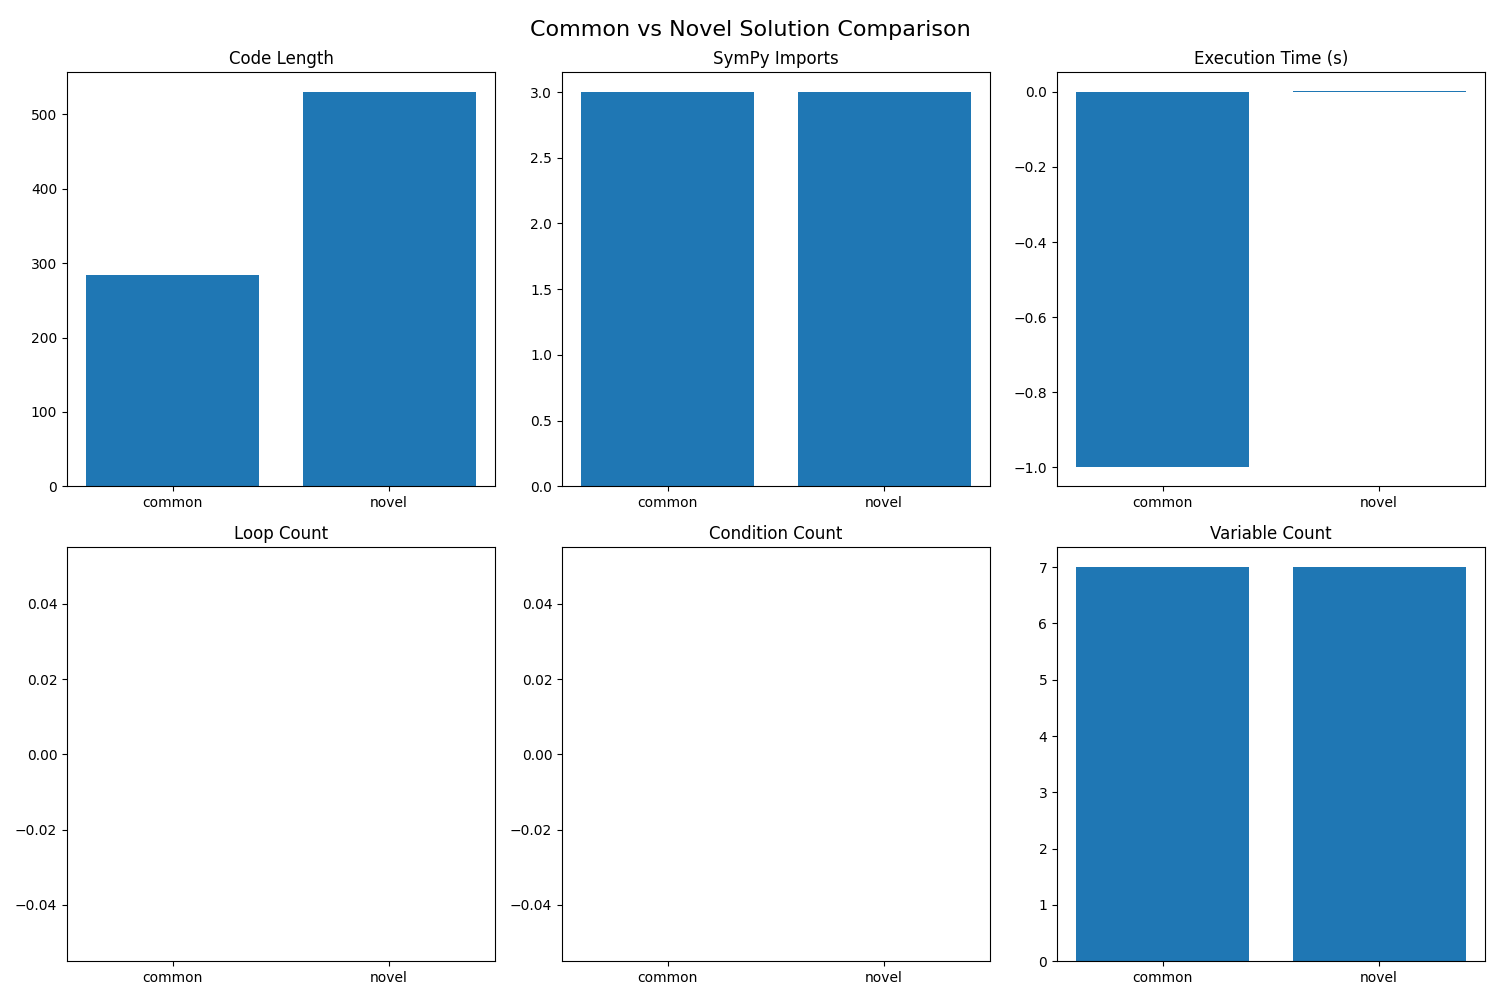 Common vs Novel Solution Comparison
Code Length
500
400
300
200
100
0
common novel
SymPy Imports
3.0
2.5
2.0
1.5
1.0
0.5
0.0
common novel
Execution Time (s)
0.0
−0.2
−0.4
−0.6
−0.8
−1.0
common novel
Loop Count
0.04
0.02
0.00
−0.02
−0.04
common novel
Condition Count
0.04
0.02
0.00
−0.02
−0.04
common novel
Variable Count
7
6
5
4
3
2
1
0
common novel